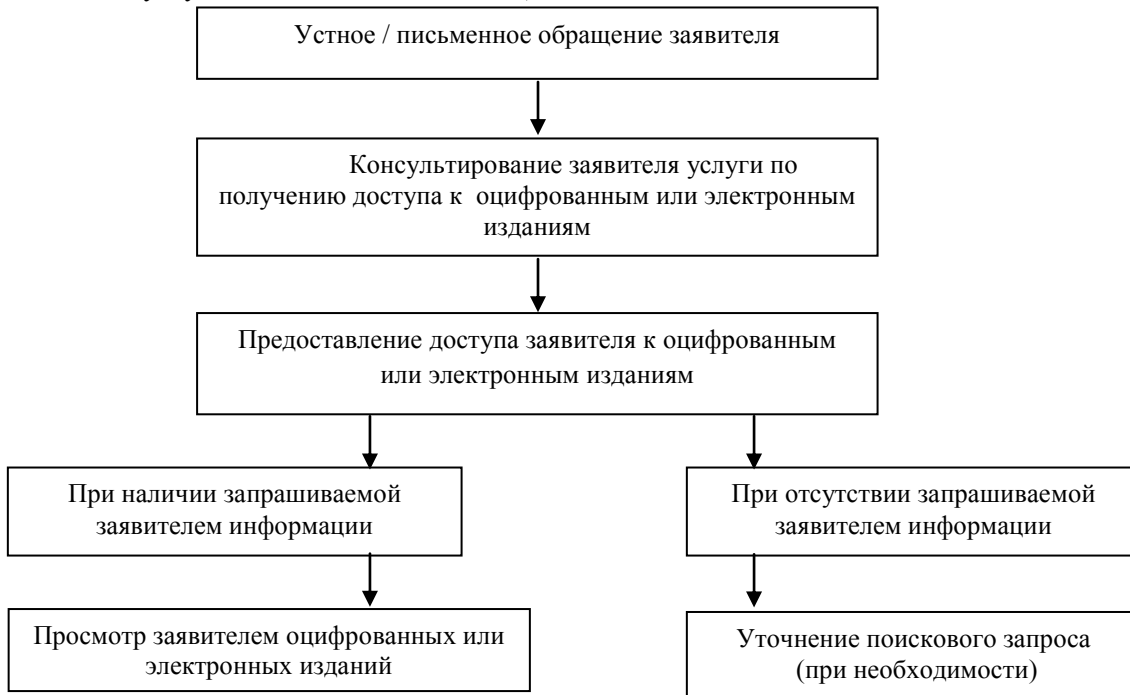 Устное / письменное обращение заявителя
Консультирование заявителя услуги по
получению доступа к оцифрованным или электронным
изданиям
Предоставление доступа заявителя к оцифрованным
или электронным изданиям
При наличии запрашиваемой
заявителем информации
При отсутствии запрашиваемой
заявителем информации
Просмотр заявителем оцифрованных или
электронных изданий
Уточнение поискового запроса
(при необходимости)